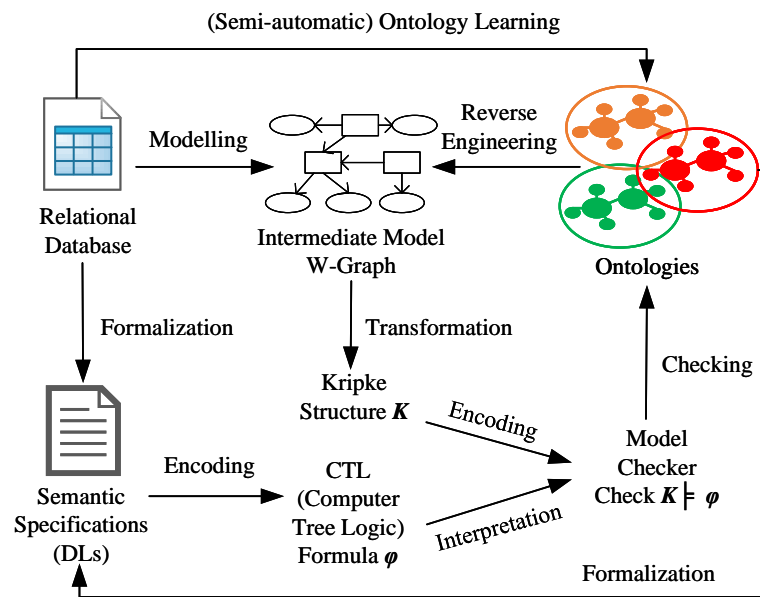 (Semi-automatic) Ontology Learning
Modelling
Reverse
Engineering
Relational
Database
Intermediate Model
W-Graph
Ontologies
Formalization
Transformation
Checking
Kripke
Structure K
Encoding
Model
Checker
Check K ⊨ φ
Encoding
CTL
(Computer
Tree Logic)
Formula φ
Interpretation
Semantic
Specifications
(DLs)
Formalization